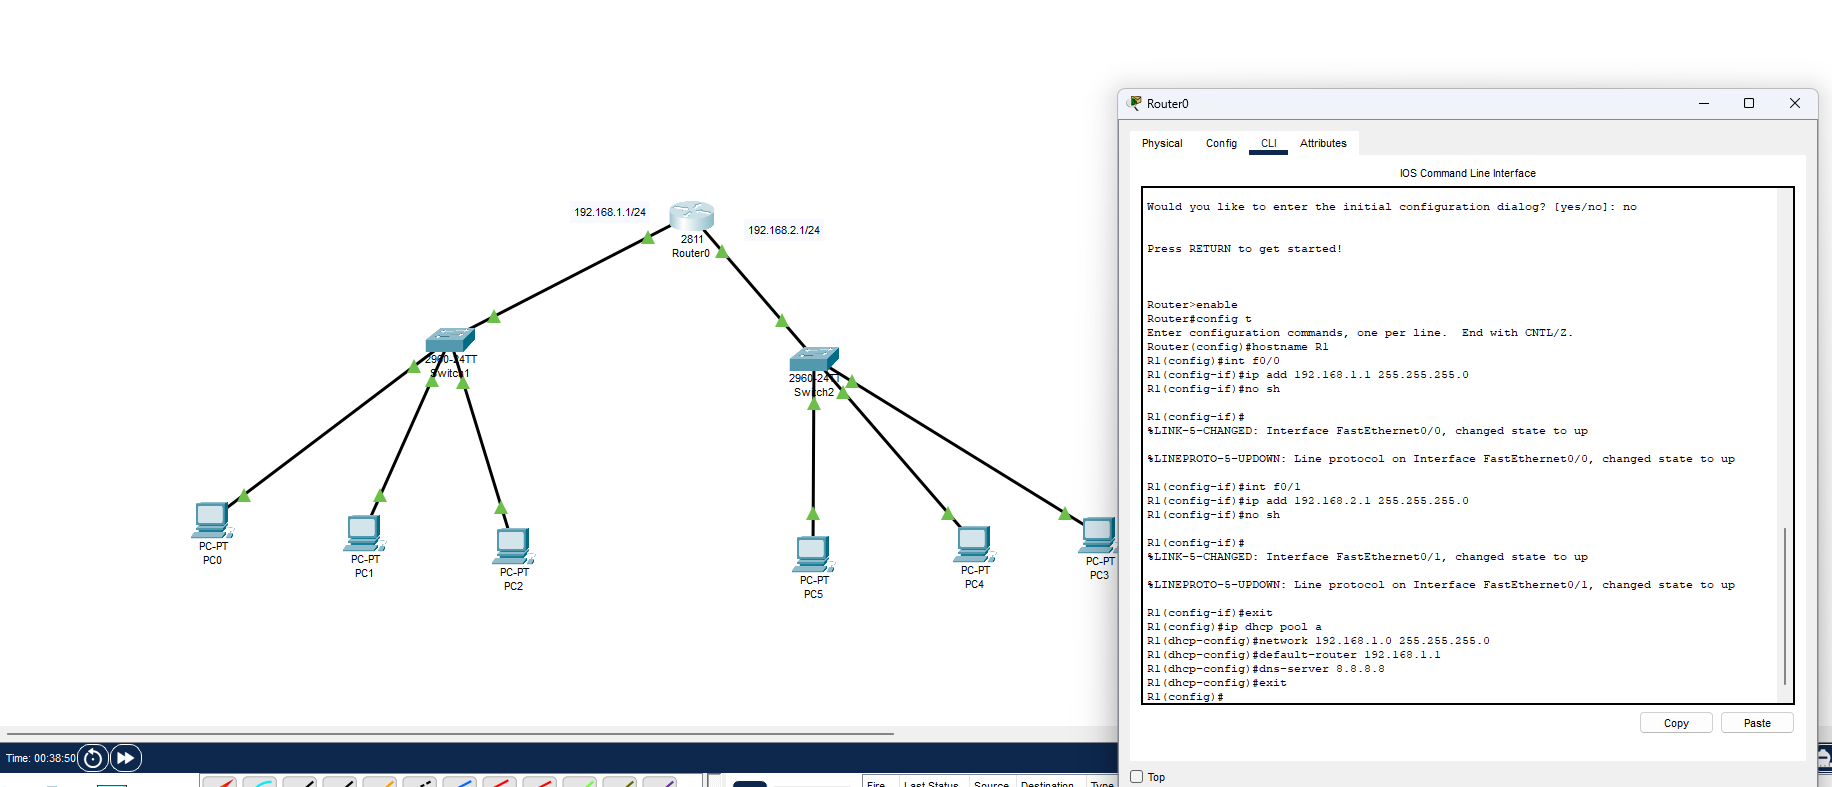 192.168.1.1/24
2811
Router0
192.168.2.1/24
2960-24TT
Switch1
2960-24TT
Switch2
PC-PT
PC0
PC-PT
PC1
PC-PT
PC2
PC-PT
PC5
PC-PT
PC4
PC-PT
PC3
Time: 00:38:50
Fire
Last Status
Source
Destination
Type
Router0
Physical
Config
CLI
Attributes
IOS Command Line Interface
Would you like to enter the initial configuration dialog? [yes/no]: no
Press RETURN to get started!
Router>enable
Router#config t
Enter configuration commands, one per line.  End with CNTL/Z.
Router(config)#hostname R1
R1(config)#int f0/0
R1(config-if)#ip add 192.168.1.1 255.255.255.0
R1(config-if)#no sh
R1(config-if)#
%LINK-5-CHANGED: Interface FastEthernet0/0, changed state to up
%LINEPROTO-5-UPDOWN: Line protocol on Interface FastEthernet0/0, changed state to up
R1(config-if)#int f0/1
R1(config-if)#ip add 192.168.2.1 255.255.255.0
R1(config-if)#no sh
R1(config-if)#
%LINK-5-CHANGED: Interface FastEthernet0/1, changed state to up
%LINEPROTO-5-UPDOWN: Line protocol on Interface FastEthernet0/1, changed state to up
R1(config-if)#exit
R1(config)#ip dhcp pool a
R1(dhcp-config)#network 192.168.1.0 255.255.255.0
R1(dhcp-config)#default-router 192.168.1.1
R1(dhcp-config)#dns-server 8.8.8.8
R1(dhcp-config)#exit
R1(config)#
Copy
Paste
Top